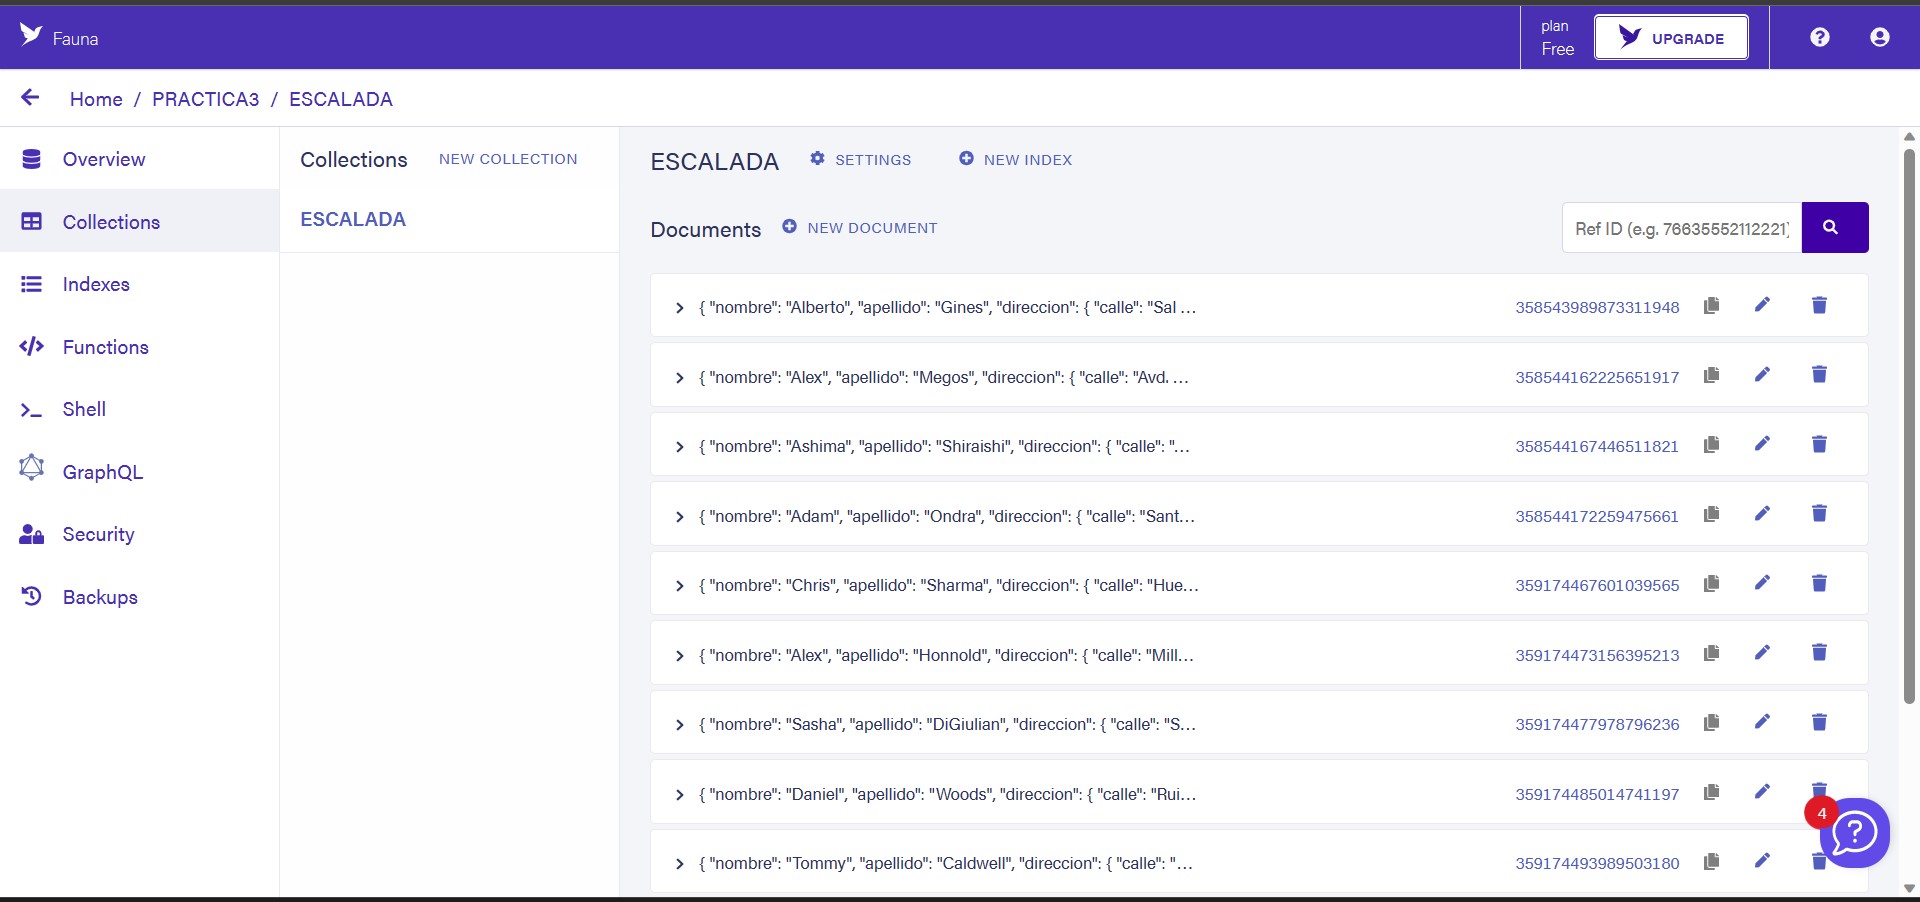 Fauna
plan
Free
UPGRADE
Home / PRACTICA3 / ESCALADA
Overview
Collections
Indexes
Functions
Shell
GraphQL
Security
Backups
Collections NEW COLLECTION
ESCALADA
ESCALADA SETTINGS NEW INDEX
Documents NEW DOCUMENT
Ref ID (e.g. 76635552112221)
{ "nombre": "Alberto", "apellido": "Gines", "direccion": { "calle": "Sal ... 358543989873311948
{ "nombre": "Alex", "apellido": "Megos", "direccion": { "calle": "Avd. ... 358544162225651917
{ "nombre": "Ashima", "apellido": "Shiraishi", "direccion": { "calle": "... 358544167446511821
{ "nombre": "Adam", "apellido": "Ondra", "direccion": { "calle": "Sant... 358544172259475661
{ "nombre": "Chris", "apellido": "Sharma", "direccion": { "calle": "Hue... 359174467601039565
{ "nombre": "Alex", "apellido": "Honnold", "direccion": { "calle": "Mill... 359174473156395213
{ "nombre": "Sasha", "apellido": "DiGiulian", "direccion": { "calle": "S... 359174477978796236
{ "nombre": "Daniel", "apellido": "Woods", "direccion": { "calle": "Rui... 359174485014741197
{ "nombre": "Tommy", "apellido": "Caldwell", "direccion": { "calle": "... 359174493989503180
4